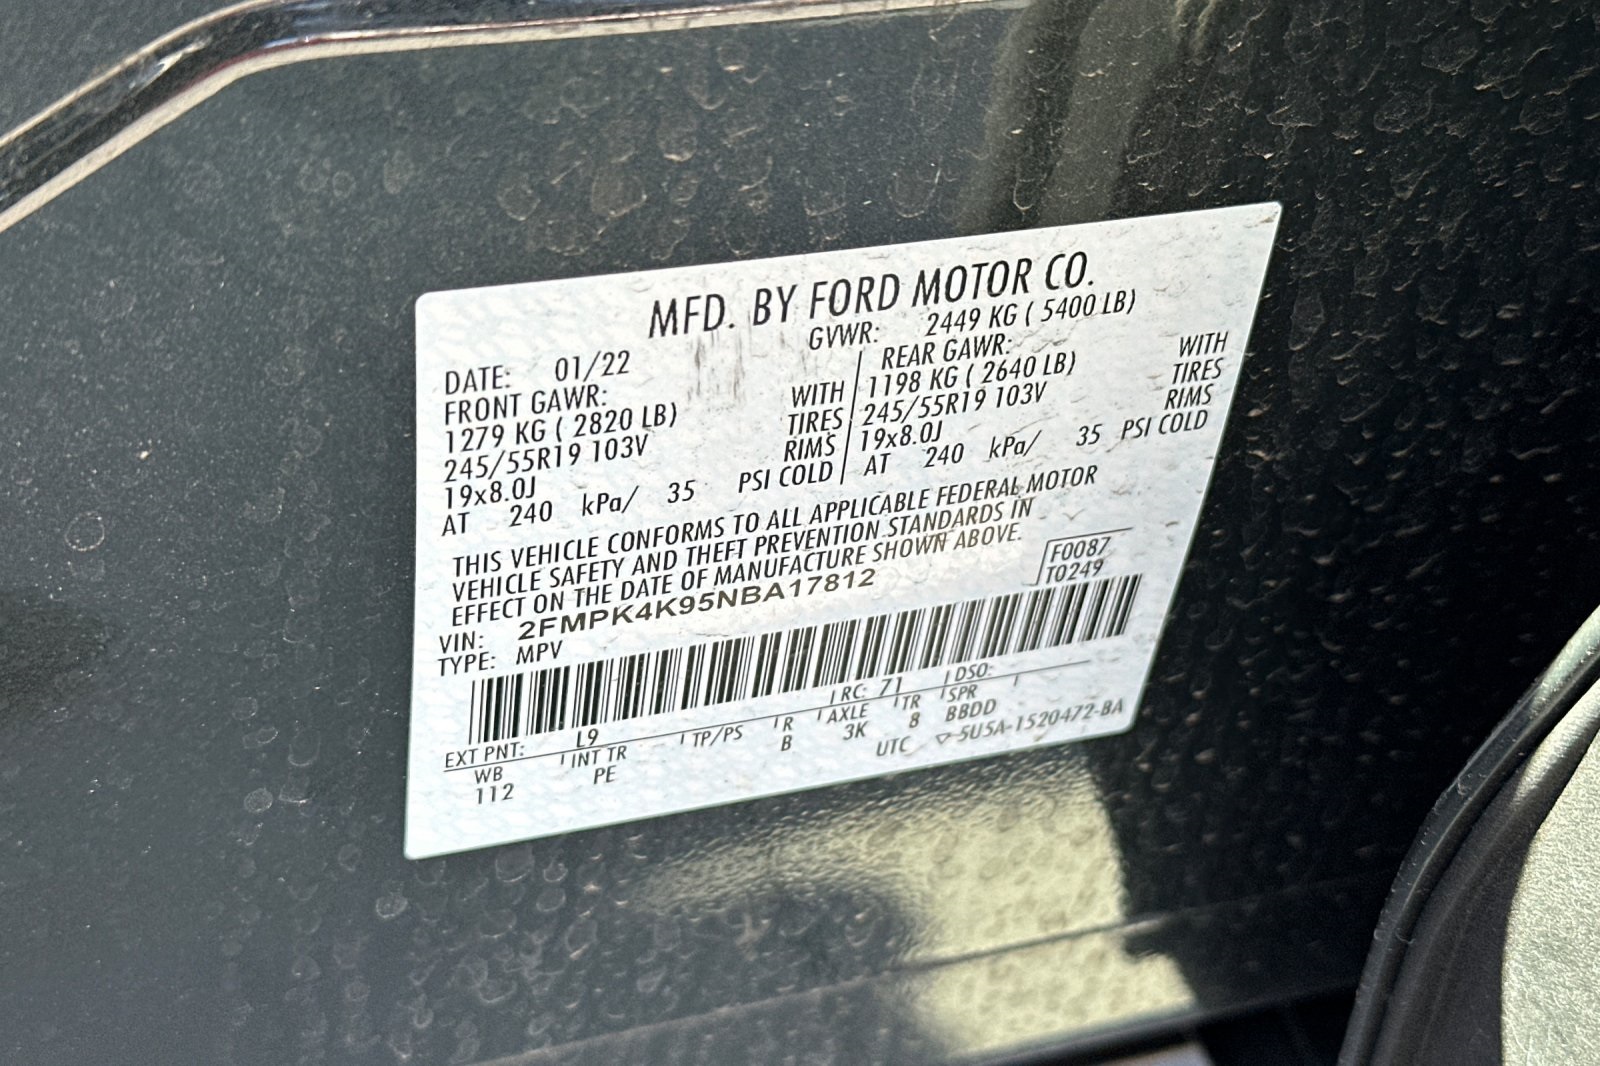 MFD. BY FORD MOTOR CO.
DATE: 01/22 GVWR: 2449 KG ( 5400 LB)
FRONT GAWR: REAR GAWR:
1279 KG ( 2820 LB) WITH 1198 KG ( 2640 LB) WITH
245/55R19 103V TIRES 245/55R19 103V TIRES
19x8.0J RIMS 19x8.0J RIMS
AT 240 kPa/ 35 PSI COLD AT 240 kPa/ 35 PSI COLD
THIS VEHICLE CONFORMS TO ALL APPLICABLE FEDERAL MOTOR
VEHICLE SAFETY AND THEFT PREVENTION STANDARDS IN
EFFECT ON THE DATE OF MANUFACTURE SHOWN ABOVE.
F0087
VIN: 2FMPK4K95NBA17812
T0249
TYPE: MPV
EXT PNT: L9 RC: 71 DSO:
WB INT TR TP/PS R AXLE TR SPR
112 PE B 3K 8 BBDD
UTC 5U5A-1520472-BA